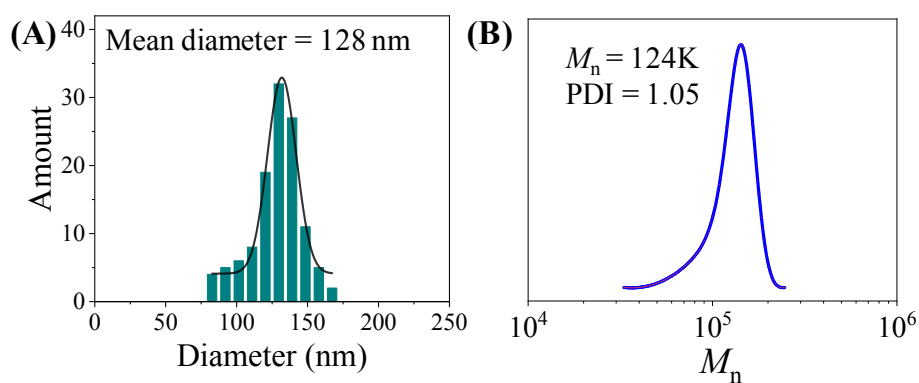 (A)
Mean diameter = 128 nm
Amount
40
30
20
10
0
0 50 100 150 200 250
Diameter (nm)
(B)
Mn = 124K
PDI = 1.05
10^4 10^5 10^6
Mn